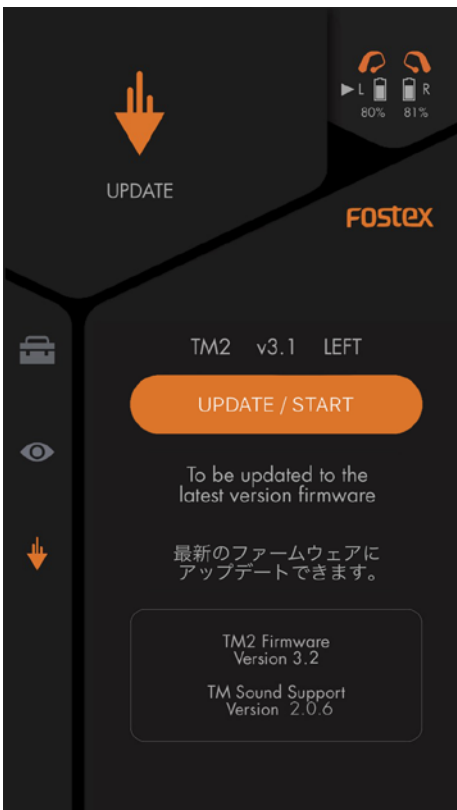 UPDATE
L R
80% 81%
FOSTEX
TM2 v3.1 LEFT
UPDATE / START
To be updated to the
latest version firmware
最新のファームウェアに
アップデートできます。
TM2 Firmware
Version 3.2
TM Sound Support
Version 2.0.6